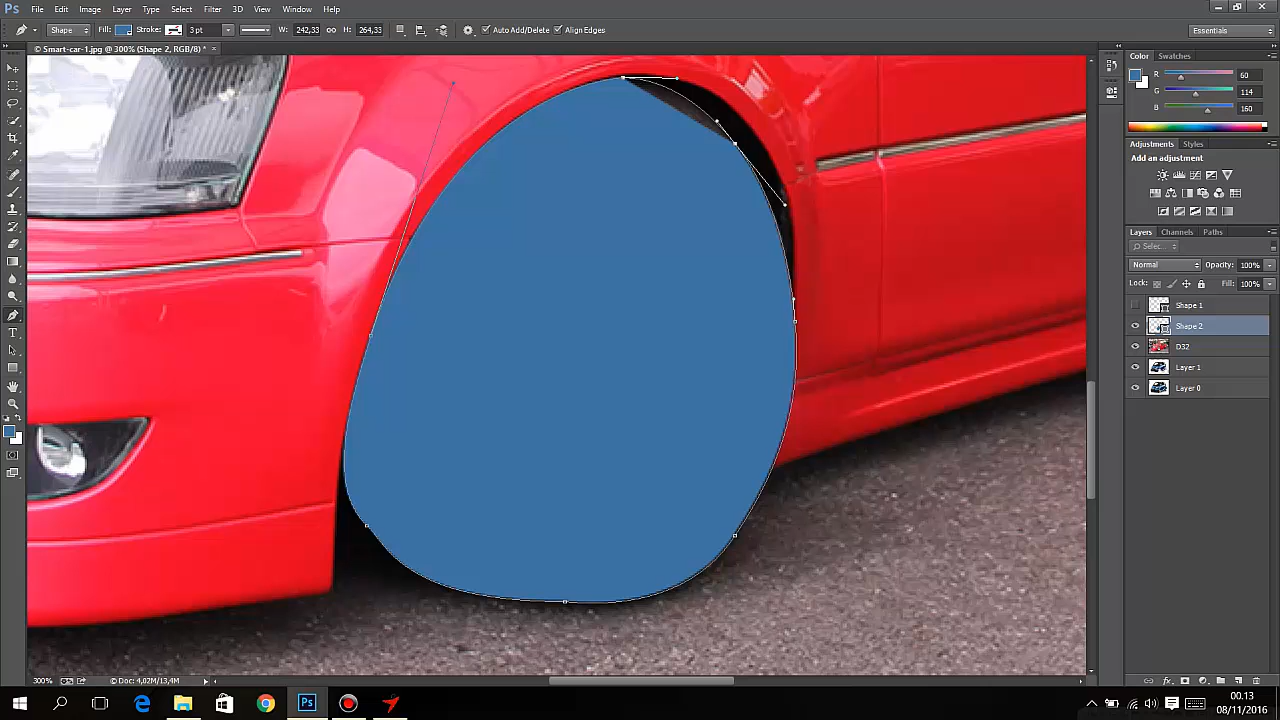 Ps File Edit Image Layer Type Select Filter 3D View Window Help
Shape Fill: Stroke: 3 pt W: 242,33 H: 264,33 Auto Add/Delete Align Edges Essentials
© Smart-car-1.jpg @ 300% (Shape 2, RGB/8) * ×
Color Swatches
R 60
G 114
B 160
Adjustments Styles
Add an adjustment
Layers Channels Paths
Selec...
Normal Opacity: 100%
Lock: Fill: 100%
Shape 1
Shape 2
D32
Layer 1
Layer 0
T
300% Doc: 4,02M/13,4M
fx
Ps
00.13
08/11/2016